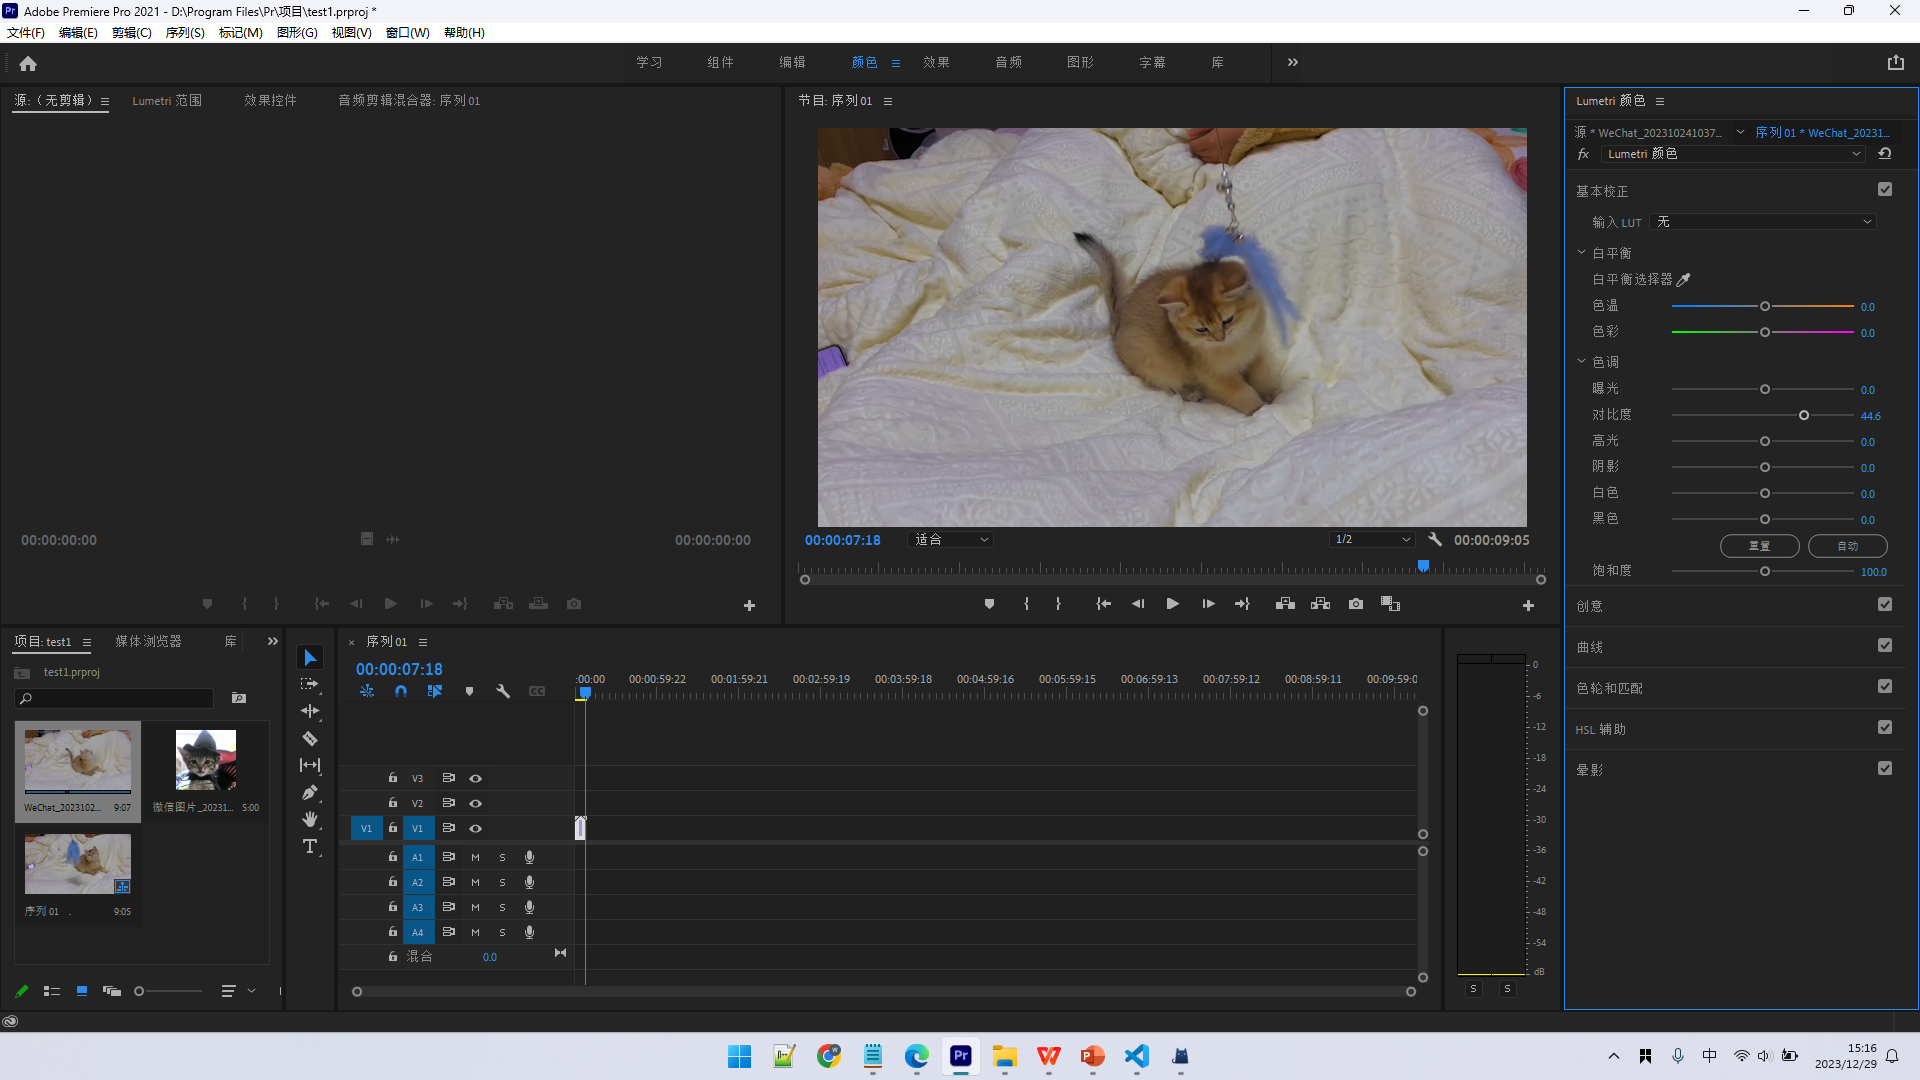 Adobe Premiere Pro 2021 - D:\Program Files\Pr\项目\test1.prproj *
文件(F) 编辑(E) 剪辑(C) 序列(S) 标记(M) 图形(G) 视图(V) 窗口(W) 帮助(H)
学习 组件 编辑 颜色 效果 音频 图形 字幕 库
源:（无剪辑） Lumetri 范围 效果控件 音频剪辑混合器: 序列 01
节目: 序列 01
Lumetri 颜色
源 * WeChat_202310241037... 序列 01 * WeChat_20231...
fx Lumetri 颜色
基本校正
输入 LUT 无
白平衡
白平衡选择器
色温 0.0
色彩 0.0
色调
曝光 0.0
对比度 44.6
高光 0.0
阴影 0.0
白色 0.0
黑色 0.0
重置 自动
饱和度 100.0
创意
曲线
色轮和匹配
HSL 辅助
晕影
00:00:00:00 00:00:00:00
00:00:07:18 适合 1/2 00:00:09:05
项目: test1 媒体浏览器 库
test1.prproj
WeChat_2023102... 9:07
微信图片_20231... 5:00
序列 01 9:05
序列 01
00:00:07:18
:00:00 00:00:59:22 00:01:59:21 00:02:59:19 00:03:59:18 00:04:59:16 00:05:59:15 00:06:59:13 00:07:59:12 00:08:59:11 00:09:59:0
V3
V2
V1 V1
A1 M S
A2 M S
A3 M S
A4 M S
混合 0.0
0
-6
-12
-18
-24
-30
-36
-42
-48
-54
dB
S S
Pr
中
15:16
2023/12/29